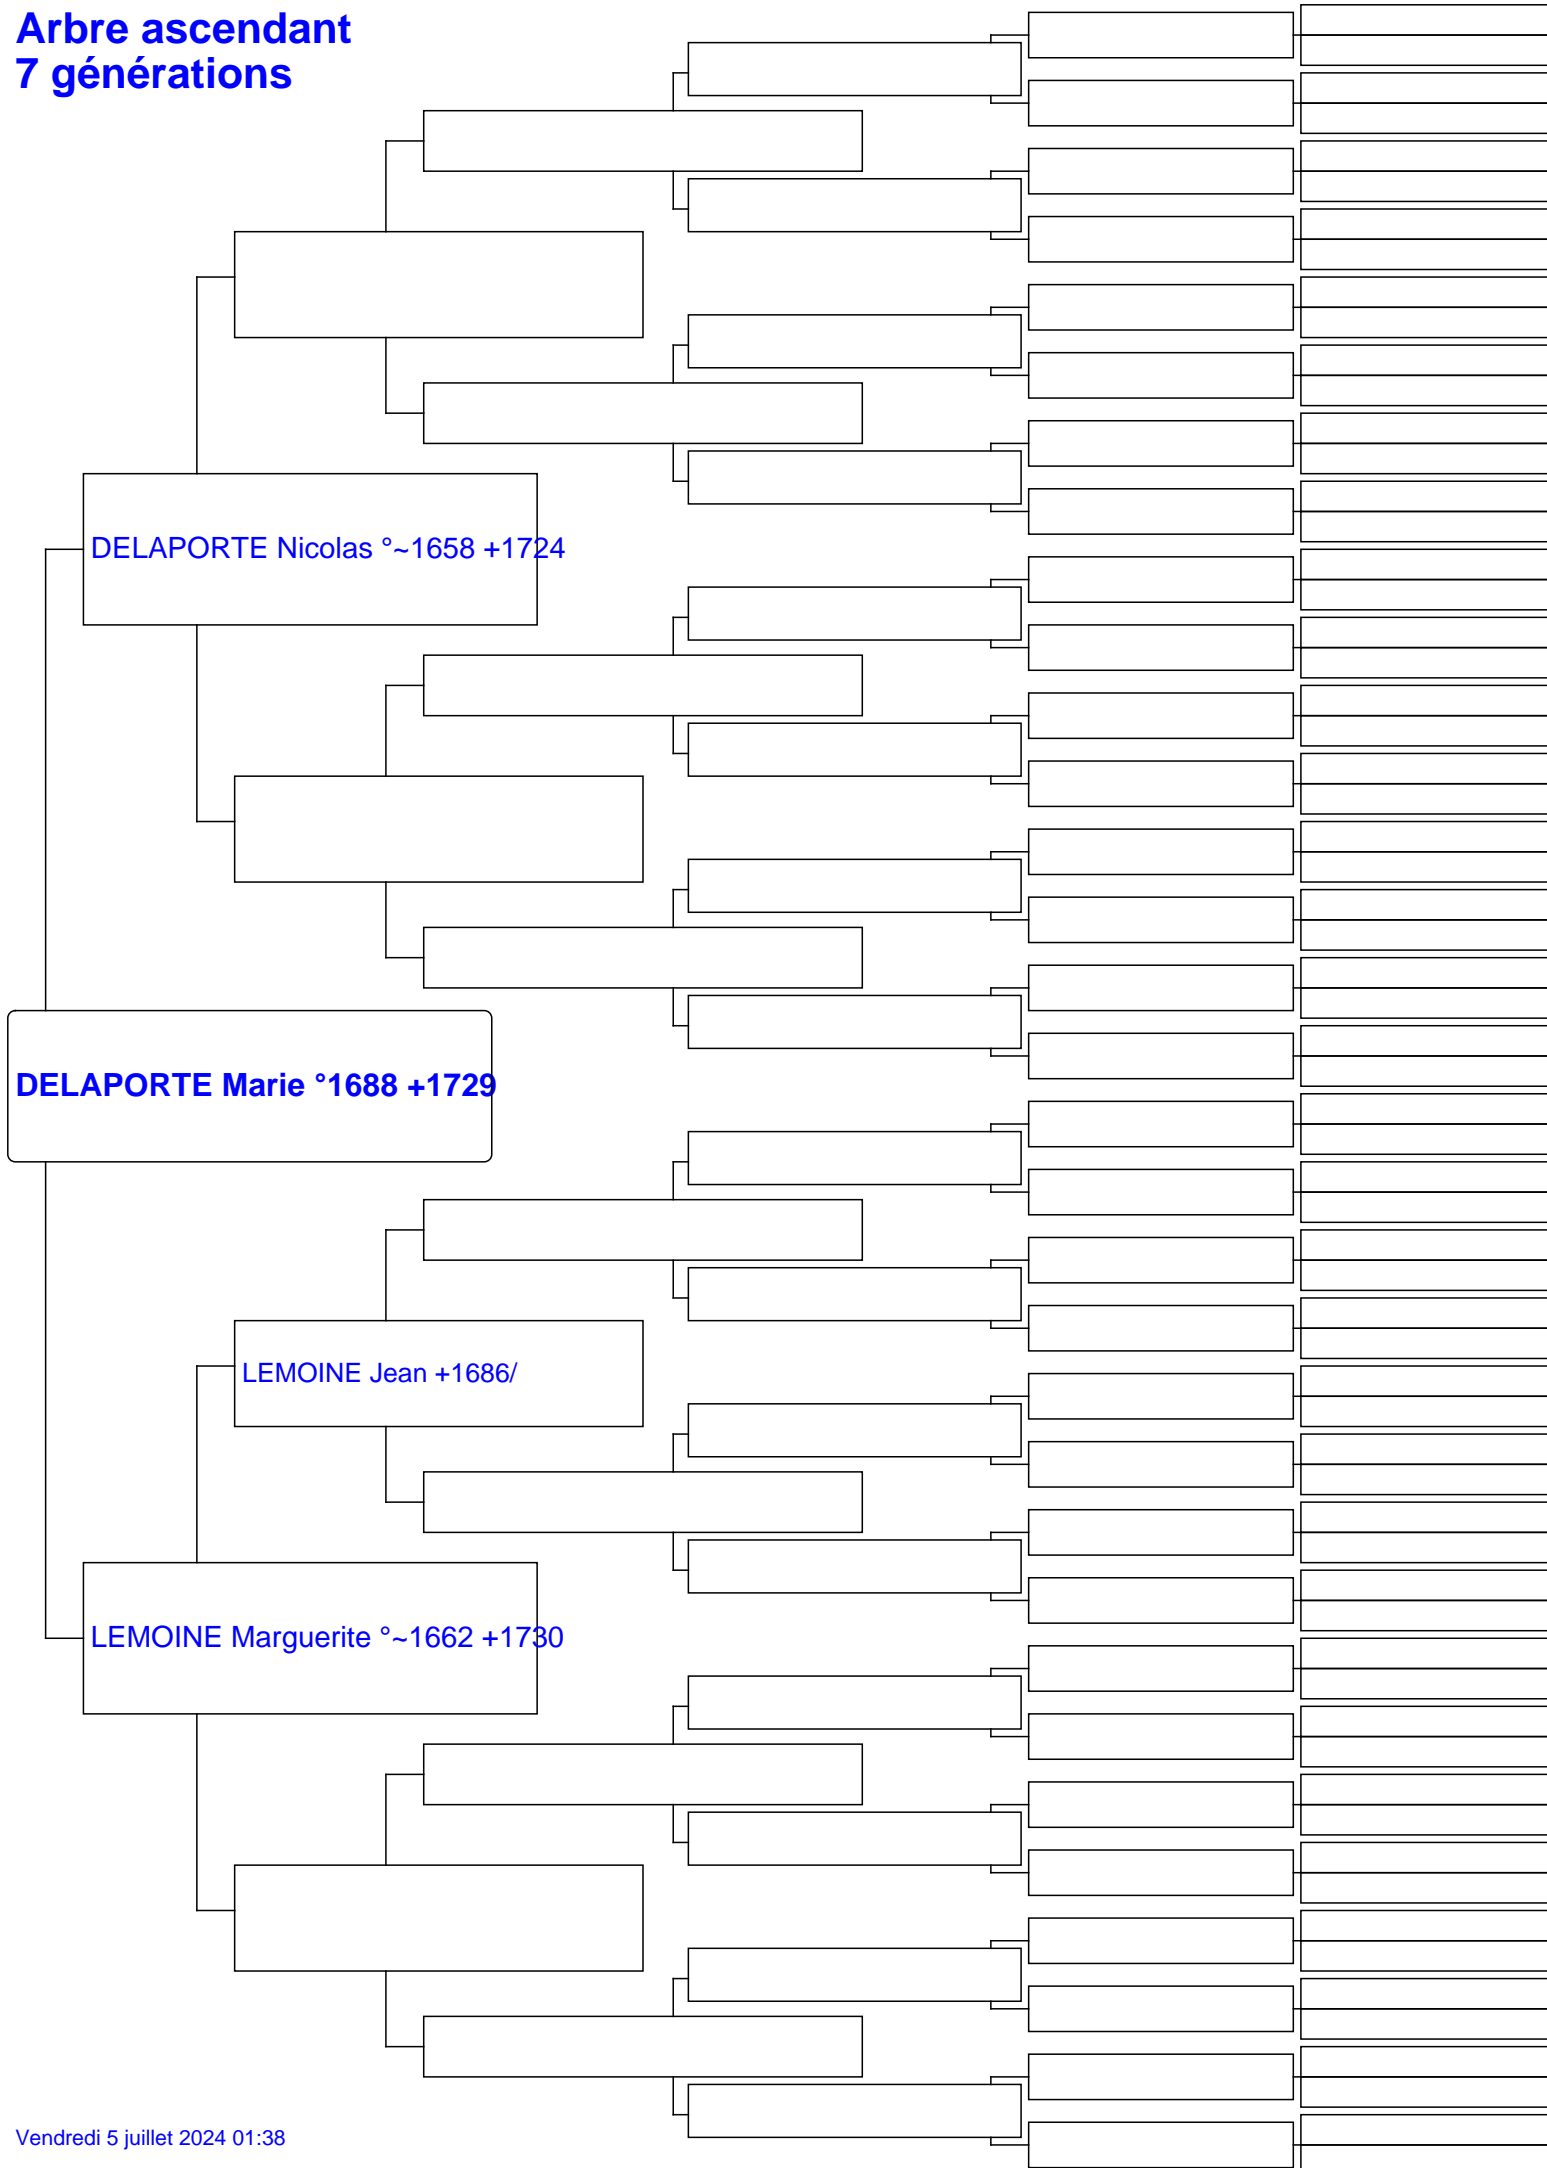 Arbre ascendant
7 générations
DELAPORTE Nicolas °~1658 +1724
DELAPORTE Marie °1688 +1729
LEMOINE Jean +1686/
LEMOINE Marguerite °~1662 +1730
Vendredi 5 juillet 2024 01:38